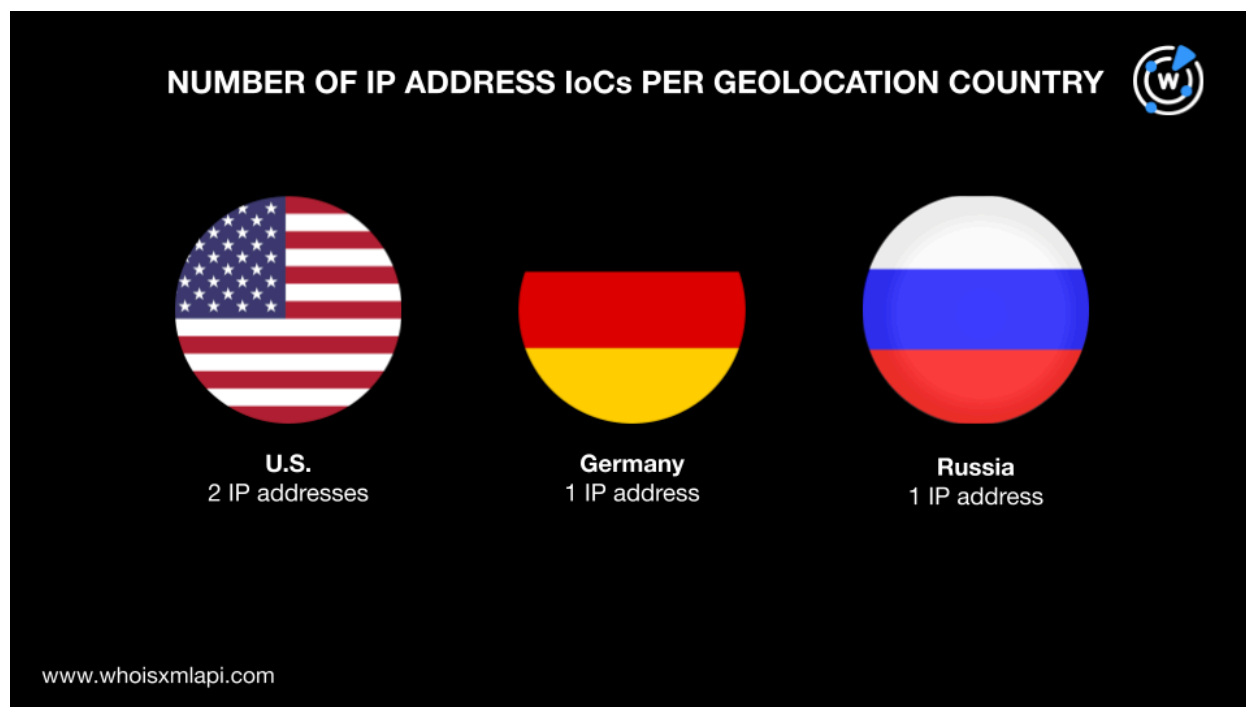 NUMBER OF IP ADDRESS IoCs PER GEOLOCATION COUNTRY
W
U.S.
2 IP addresses
Germany
1 IP address
Russia
1 IP address
www.whoisxmlapi.com